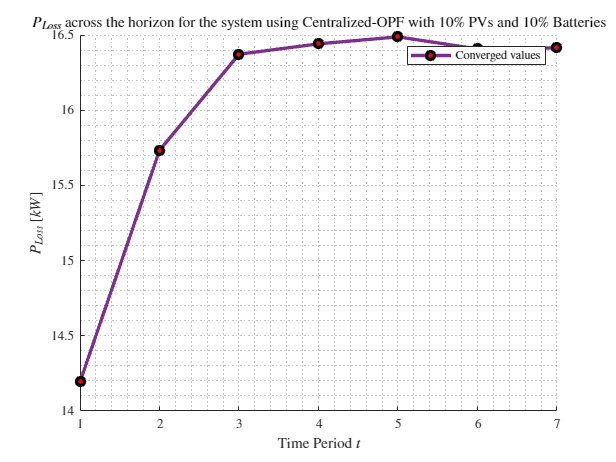 P_Loss across the horizon for the system using Centralized-OPF with 10% PVs and 10% Batteries
16.5
Converged values
16
15.5
15
14.5
14
P_Loss [kW]
1 2 3 4 5 6 7
Time Period t